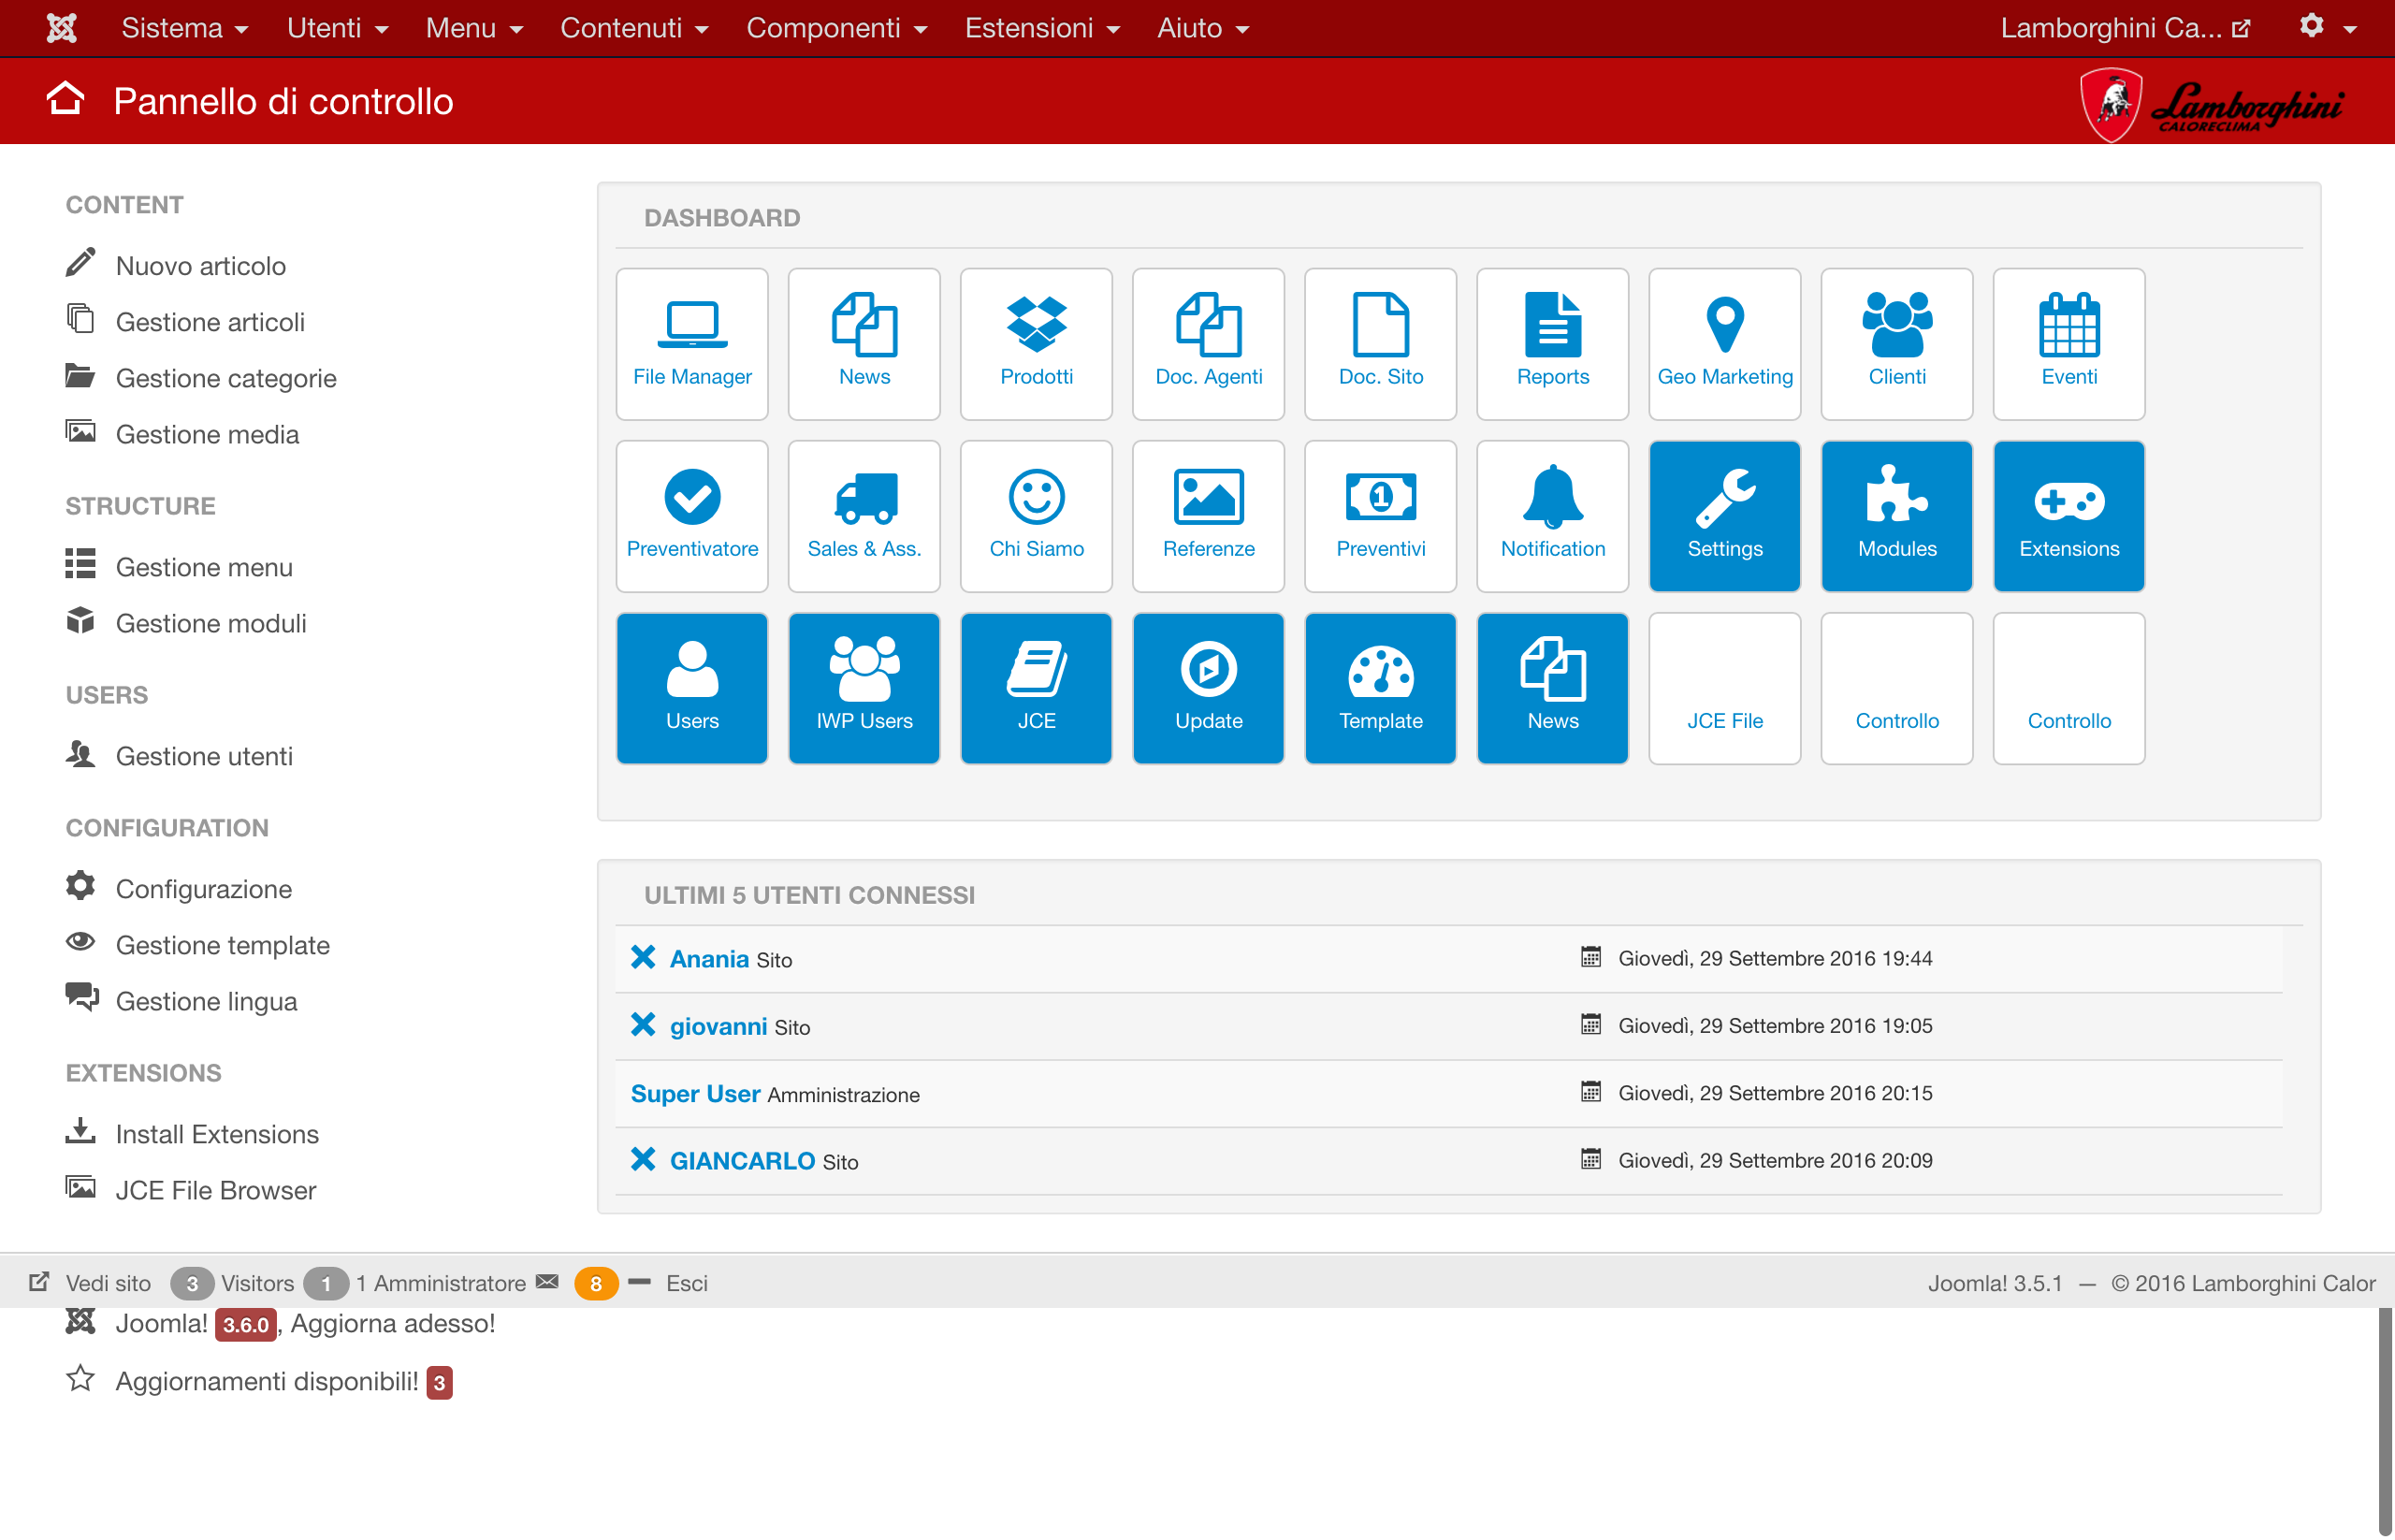 Sistema Utenti Menu Contenuti Componenti Estensioni Aiuto Lamborghini Ca...
Pannello di controllo
Lamborghini
CALORECLIMA
CONTENT
Nuovo articolo
Gestione articoli
Gestione categorie
Gestione media
STRUCTURE
Gestione menu
Gestione moduli
USERS
Gestione utenti
CONFIGURATION
Configurazione
Gestione template
Gestione lingua
EXTENSIONS
Install Extensions
JCE File Browser
DASHBOARD
File Manager News Prodotti Doc. Agenti Doc. Sito Reports Geo Marketing Clienti Eventi
Preventivatore Sales & Ass. Chi Siamo Referenze Preventivi Notification Settings Modules Extensions
Users IWP Users JCE Update Template News JCE File Controllo Controllo
ULTIMI 5 UTENTI CONNESSI
Anania Sito Giovedì, 29 Settembre 2016 19:44
giovanni Sito Giovedì, 29 Settembre 2016 19:05
Super User Amministrazione Giovedì, 29 Settembre 2016 20:15
GIANCARLO Sito Giovedì, 29 Settembre 2016 20:09
Vedi sito 3 Visitors 1 1 Amministratore 8 Esci Joomla! 3.5.1 — © 2016 Lamborghini Calor
Joomla! 3.6.0, Aggiorna adesso!
Aggiornamenti disponibili! 3